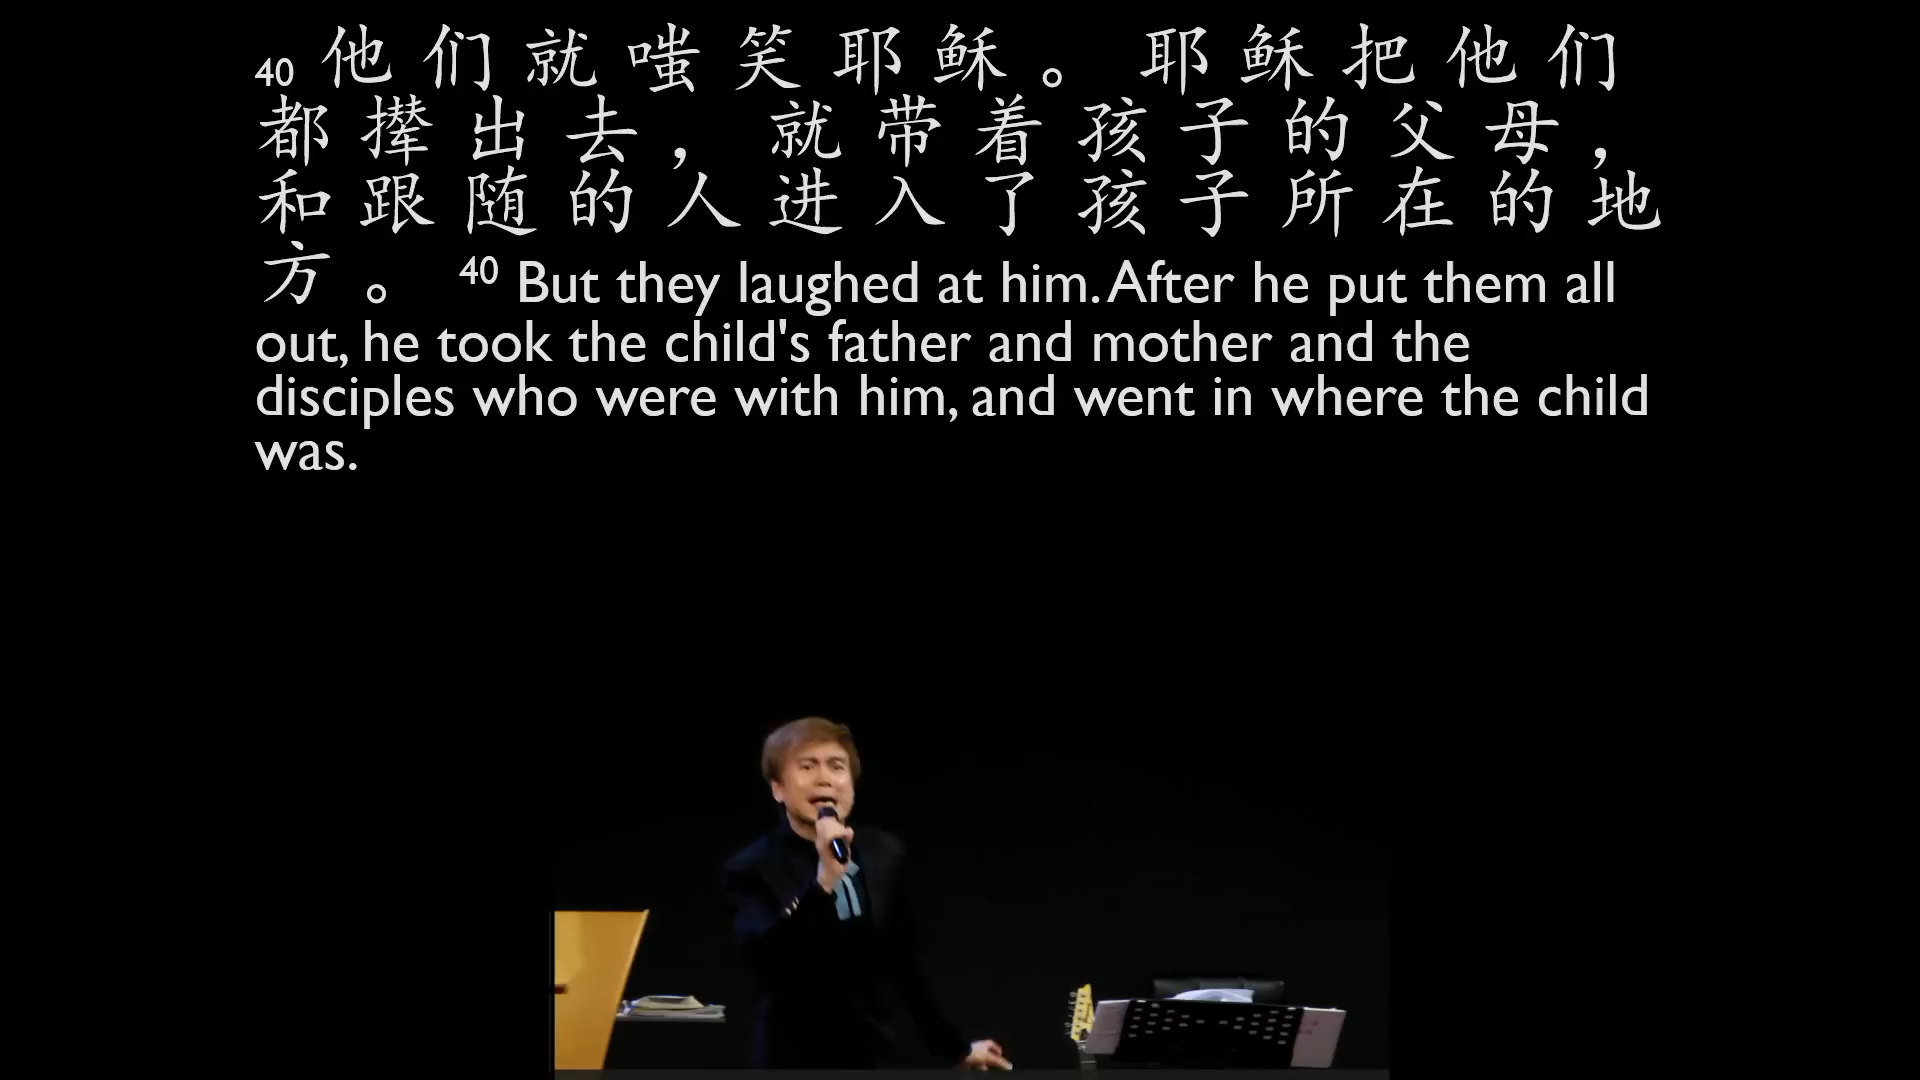 40 他们就嗤笑耶稣。耶稣把他们
都撵出去，就带着孩子的父母，
和跟随的人进入了孩子所在的地
方。 40 But they laughed at him. After he put them all
out, he took the child's father and mother and the
disciples who were with him, and went in where the child
was.